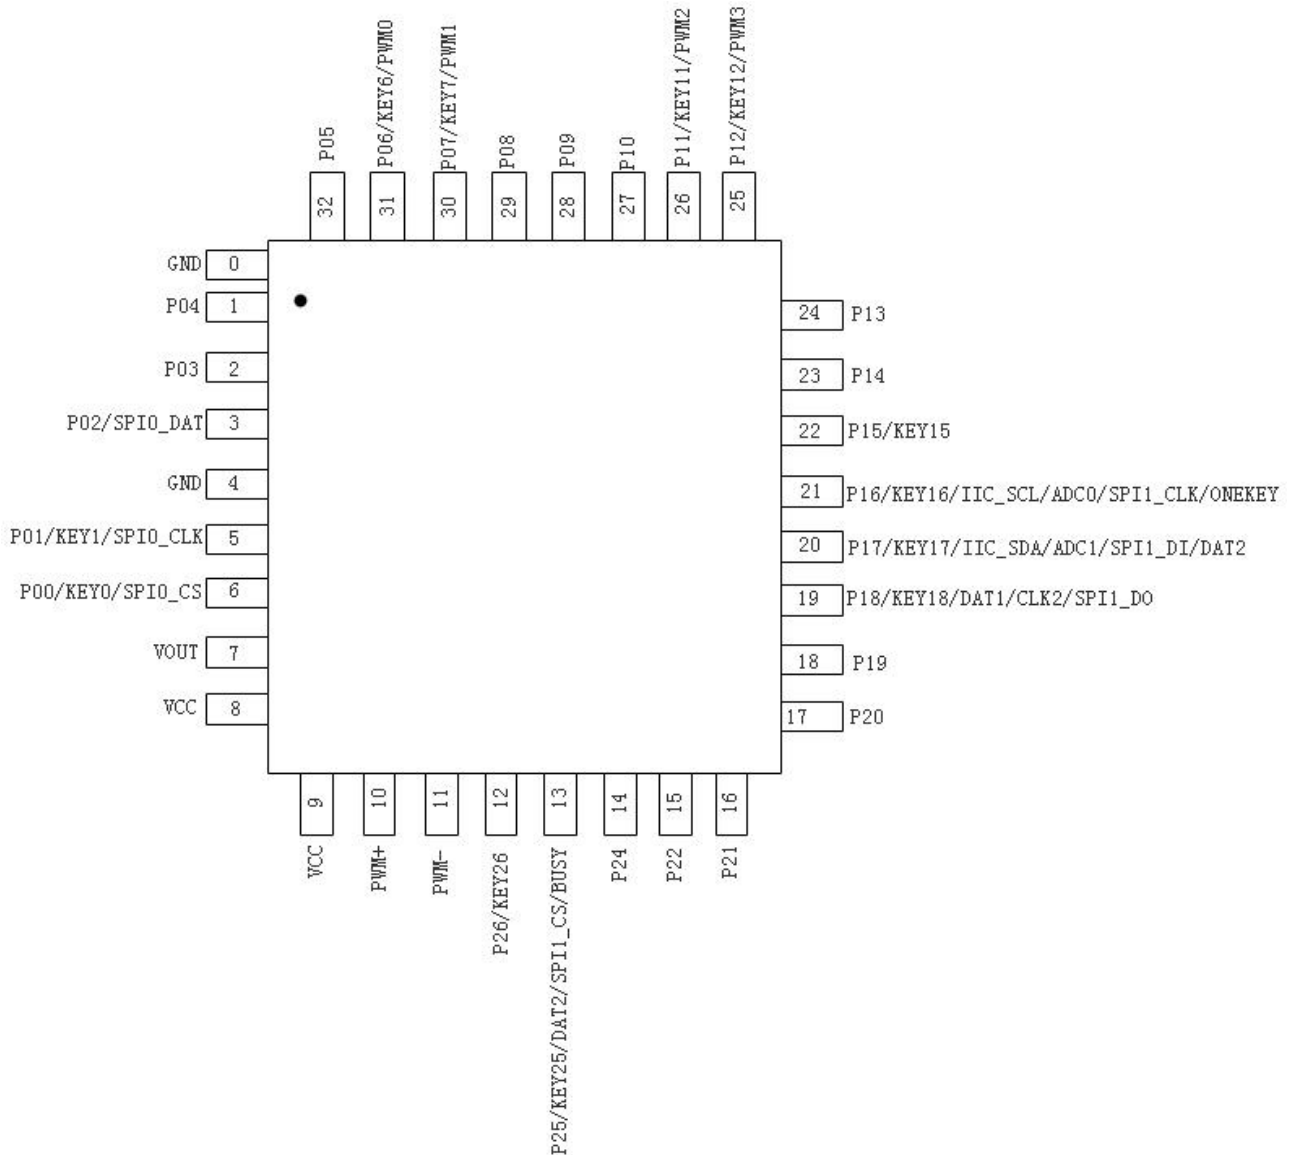 P05
P06/KEY6/PWM0
P07/KEY7/PWM1
P08
P09
P10
P11/KEY11/PWM2
P12/KEY12/PWM3
32
31
30
29
28
27
26
25
GND 0
P04 1
P03 2
P02/SPI0_DAT 3
GND 4
P01/KEY1/SPI0_CLK 5
P00/KEY0/SPI0_CS 6
VOUT 7
VCC 8
24 P13
23 P14
22 P15/KEY15
21 P16/KEY16/IIC_SCL/ADC0/SPI1_CLK/ONEKEY
20 P17/KEY17/IIC_SDA/ADC1/SPI1_DI/DAT2
19 P18/KEY18/DAT1/CLK2/SPI1_DO
18 P19
17 P20
9
10
11
12
13
14
15
16
VCC
PWM+
PWM-
P26/KEY26
P25/KEY25/DAT2/SPI1_CS/BUSY
P24
P22
P21